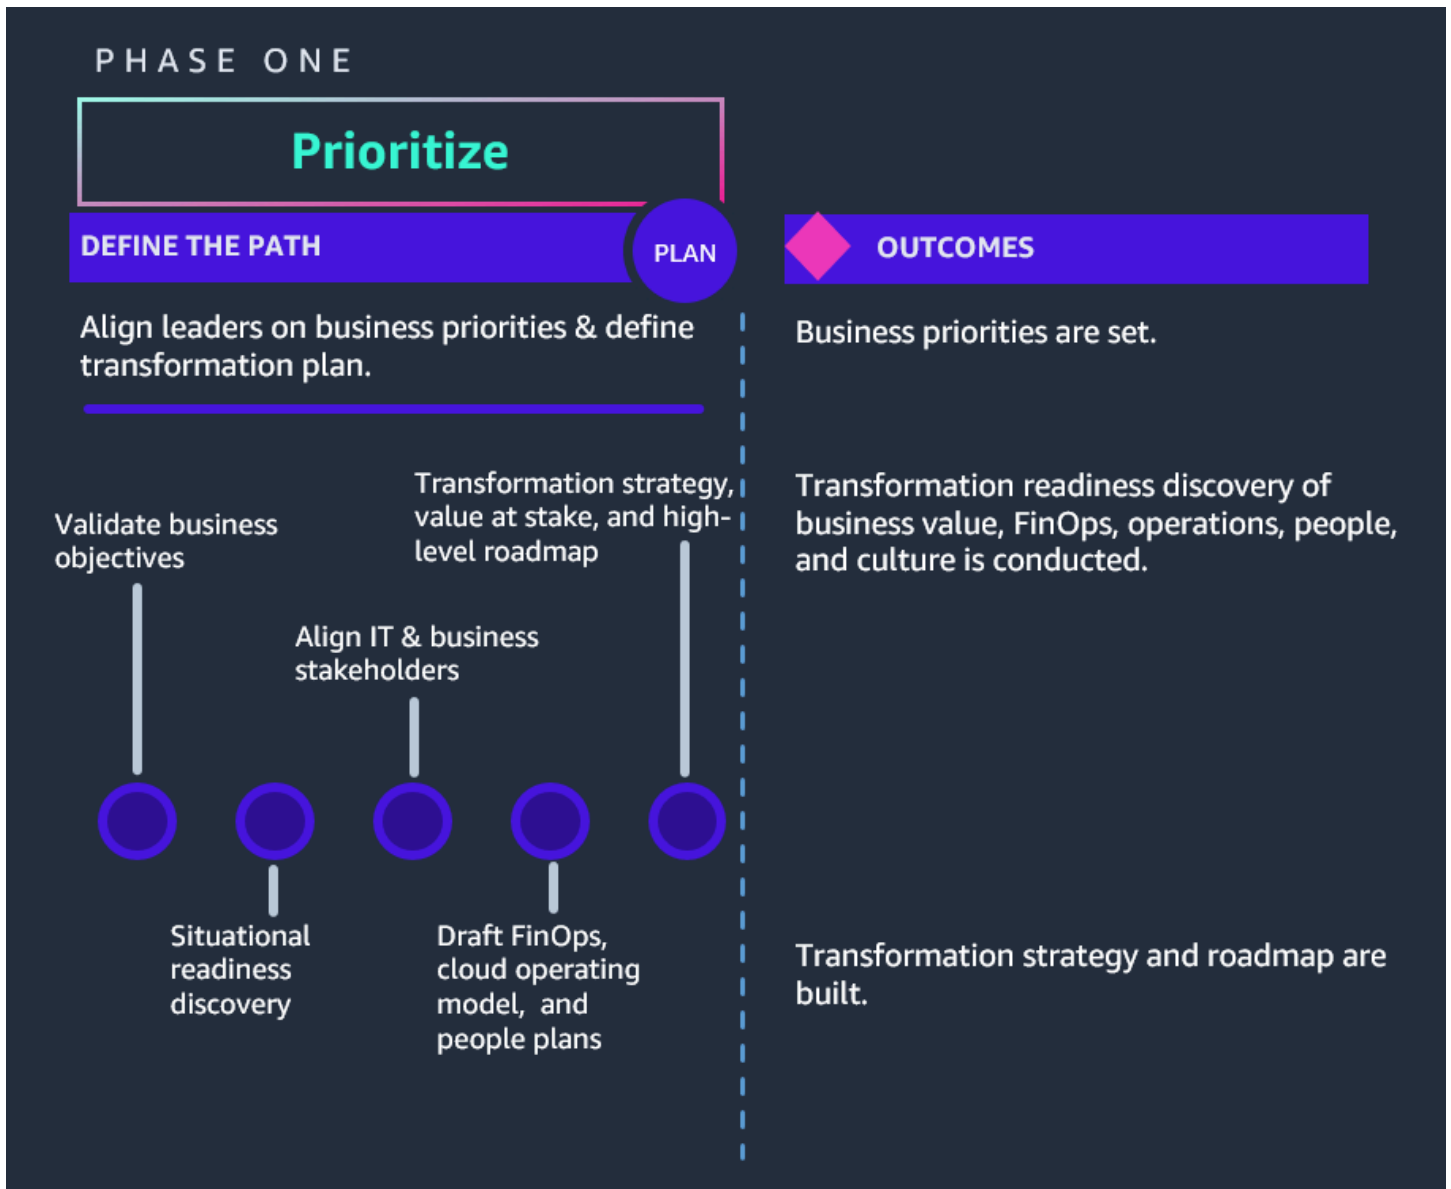 PHASE ONE
Prioritize
DEFINE THE PATH
PLAN
Align leaders on business priorities & define
transformation plan.
Validate business
objectives
Transformation strategy,
value at stake, and high-
level roadmap
Align IT & business
stakeholders
Situational
readiness
discovery
Draft FinOps,
cloud operating
model, and
people plans
OUTCOMES
Business priorities are set.
Transformation readiness discovery of
business value, FinOps, operations, people,
and culture is conducted.
Transformation strategy and roadmap are
built.